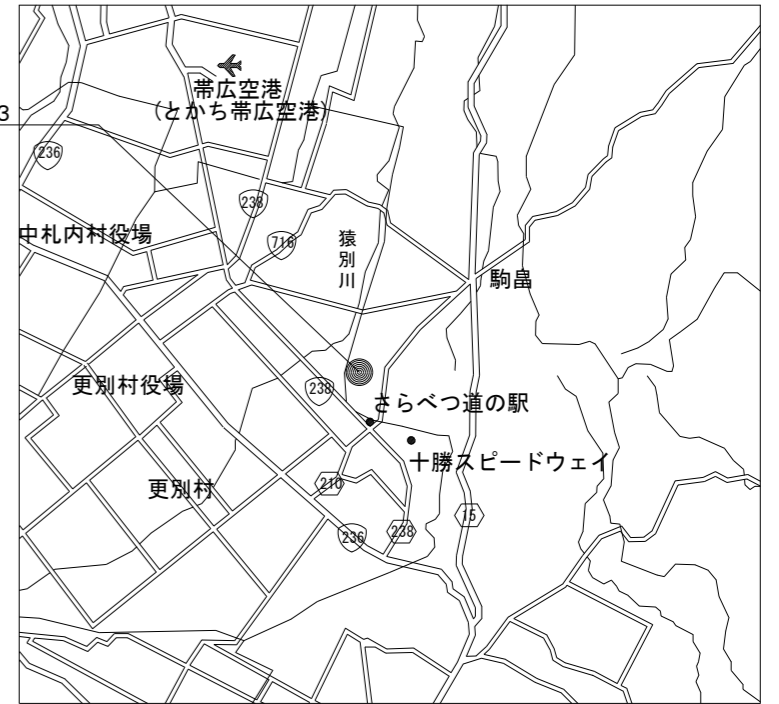 帯広空港
(とかち帯広空港)
3
236
238
中札内村役場
716
猿別川
駒畠
更別村役場
238
さらべつ道の駅
十勝スピードウェイ
更別村
210
15
236
238